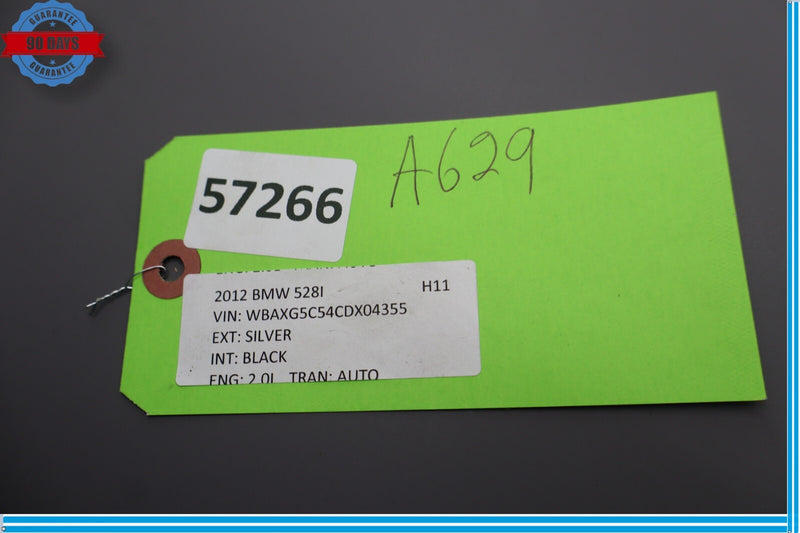 GUARANTEE
90 DAYS
GUARANTEE
A629
57266
2012 BMW 528I H11
VIN: WBAXG5C54CDX04355
EXT: SILVER
INT: BLACK
ENG: 2.0L TRAN: AUTO